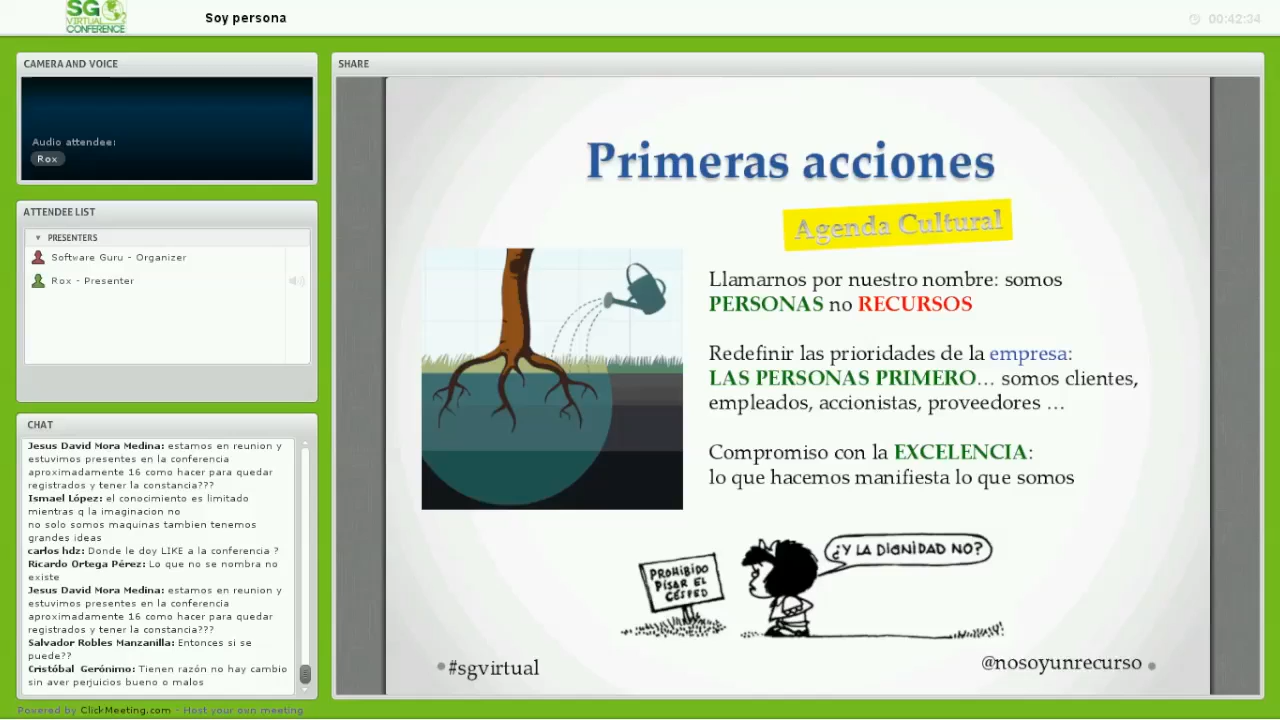 SG
VIRTUAL
CONFERENCE
Soy persona
00:42:34
CAMERA AND VOICE
Audio attendee:
Rox
ATTENDEE LIST
PRESENTERS
Software Guru - Organizer
Rox - Presenter
CHAT
Jesus David Mora Medina: estamos en reunion y
estuvimos presentes en la conferencia
aproximadamente 16 como hacer para quedar
registrados y tener la constancia???
Ismael López: el conocimiento es limitado
mientras q la imaginacion no
no solo somos maquinas tambien tenemos
grandes ideas
carlos hdz: Donde le doy LIKE a la conferencia ?
Ricardo Ortega Pérez: Lo que no se nombra no
existe
Jesus David Mora Medina: estamos en reunion y
estuvimos presentes en la conferencia
aproximadamente 16 como hacer para quedar
registrados y tener la constancia???
Salvador Robles Manzanilla: Entonces si se
puede??
Cristóbal Gerónimo: Tienen razón no hay cambio
sin aver perjuicios bueno o malos
Powered by ClickMeeting.com - Host your own meeting
SHARE
Primeras acciones
Agenda Cultural
Llamarnos por nuestro nombre: somos
PERSONAS no RECURSOS
Redefinir las prioridades de la empresa:
LAS PERSONAS PRIMERO... somos clientes,
empleados, accionistas, proveedores ...
Compromiso con la EXCELENCIA:
lo que hacemos manifiesta lo que somos
PROHIBIDO
PISAR EL
CÉSPED
¿Y LA DIGNIDAD NO?
#sgvirtual
@nosoyunrecurso